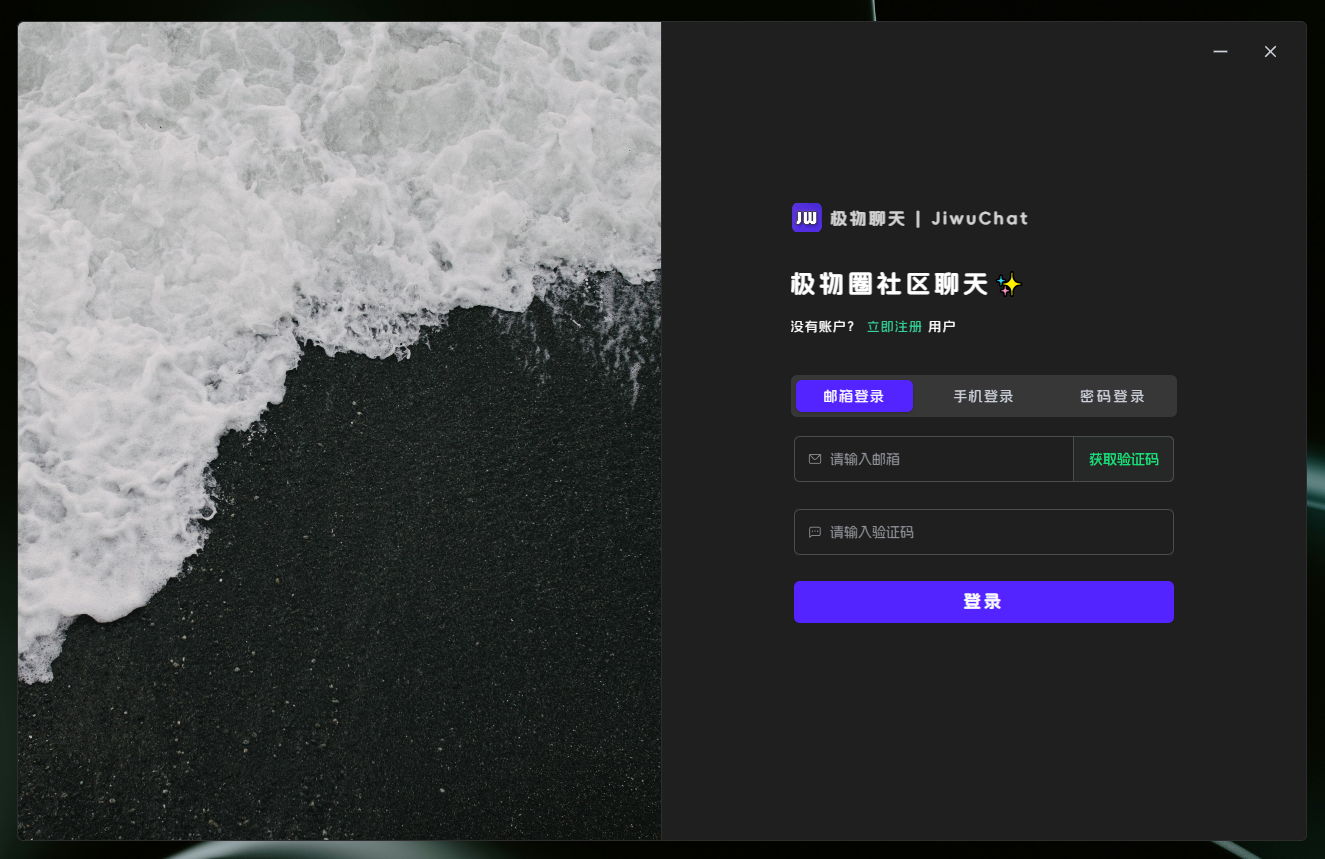 JW 极物聊天 | JiwuChat
极物圈社区聊天✨
没有账户? 立即注册 用户
邮箱登录 手机登录 密码登录
请输入邮箱 获取验证码
请输入验证码
登录